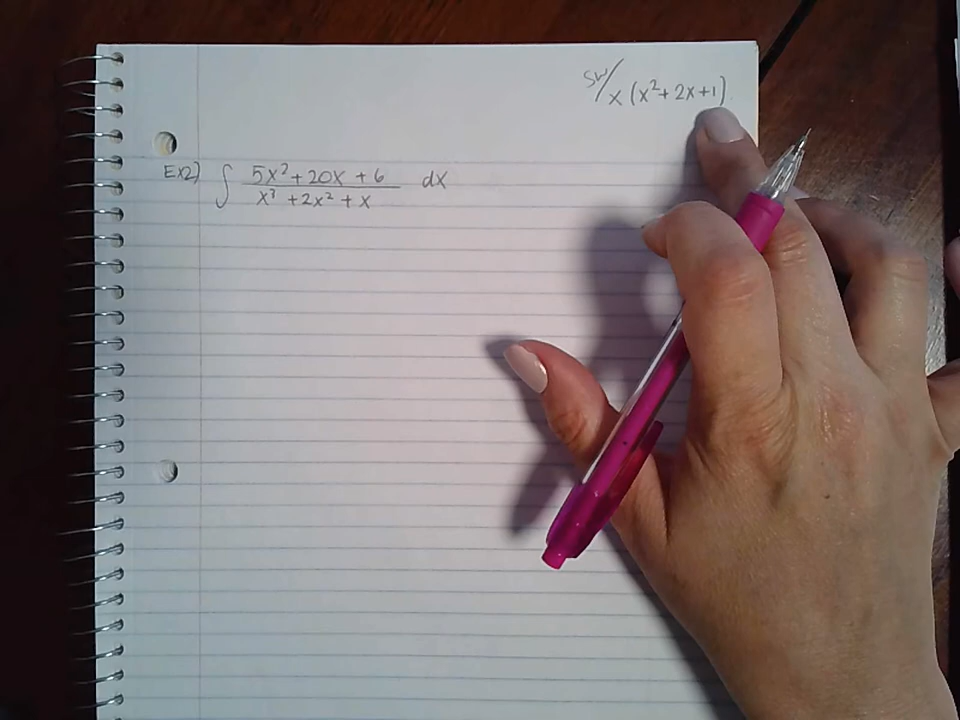 SW/ x (x² + 2x + 1)
Ex2) ∫ (5x² + 20x + 6) / (x³ + 2x² + x) dx